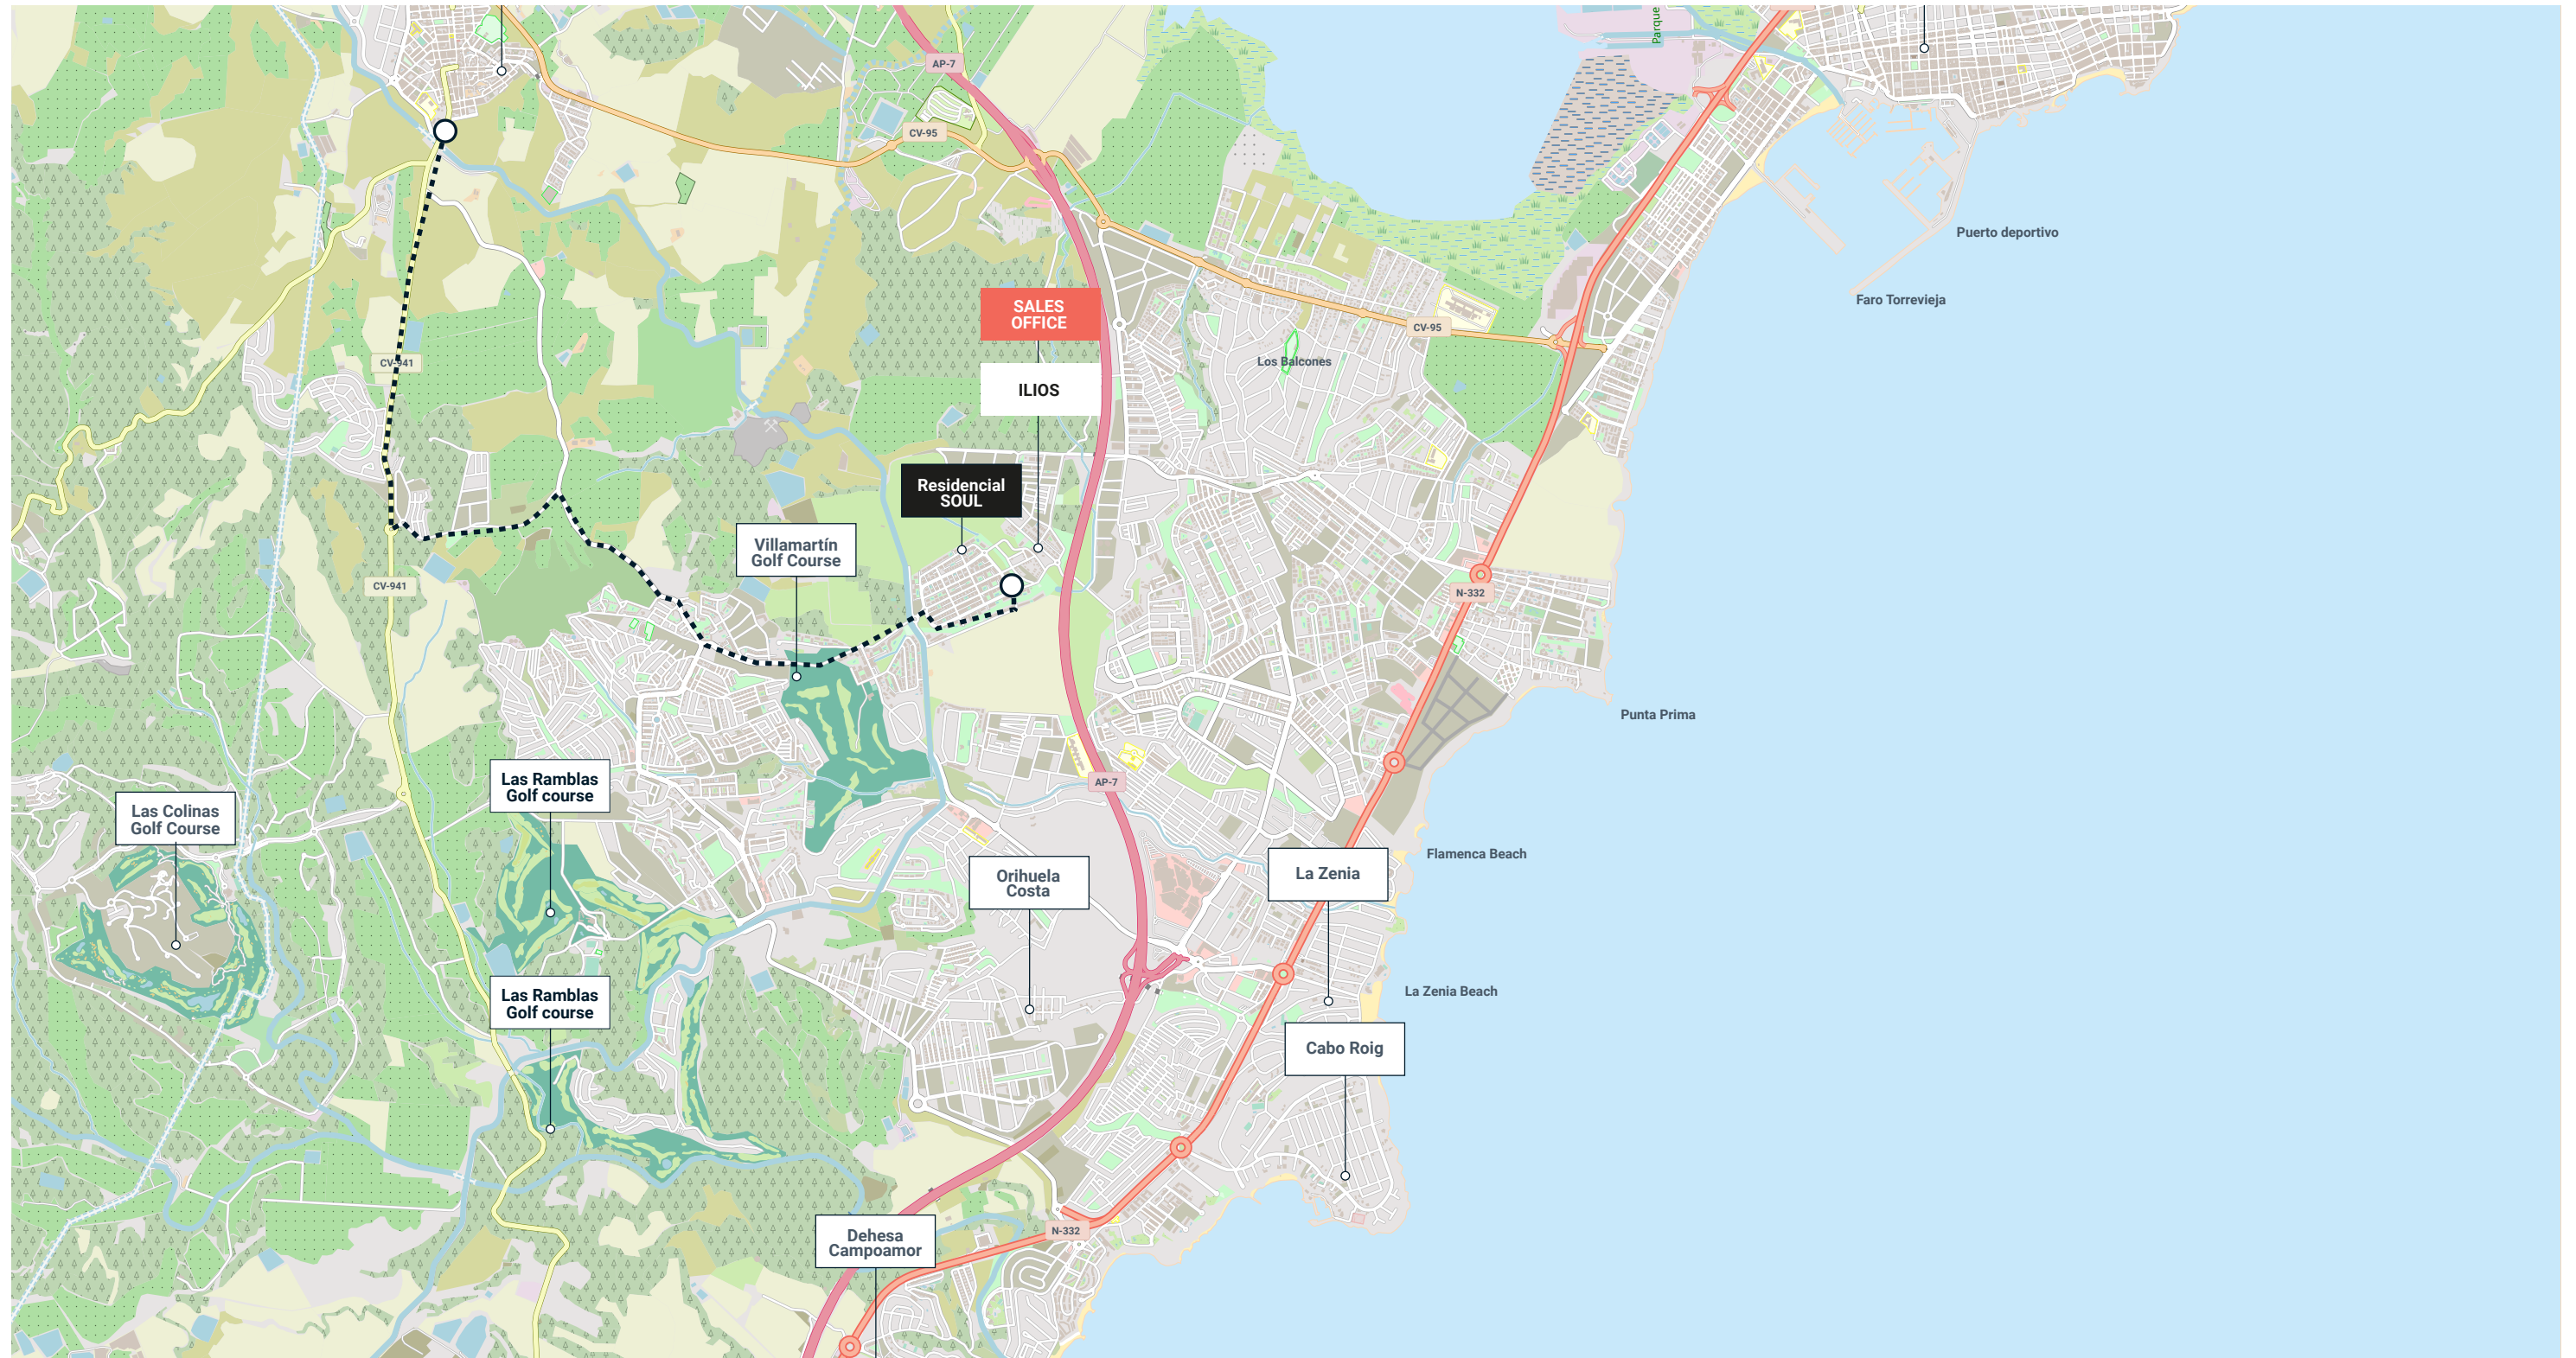 Parque
AP-7
CV-95
Puerto deportivo
Faro Torrevieja
SALES
OFFICE
CV-95
Los Balcones
CV-941
ILIOS
Residencial
SOUL
Villamartín
Golf Course
CV-941
N-332
Punta Prima
AP-7
Las Ramblas
Golf course
Las Colinas
Golf Course
Flamenca Beach
La Zenia
Orihuela
Costa
La Zenia Beach
Las Ramblas
Golf course
Cabo Roig
N-332
Dehesa
Campoamor